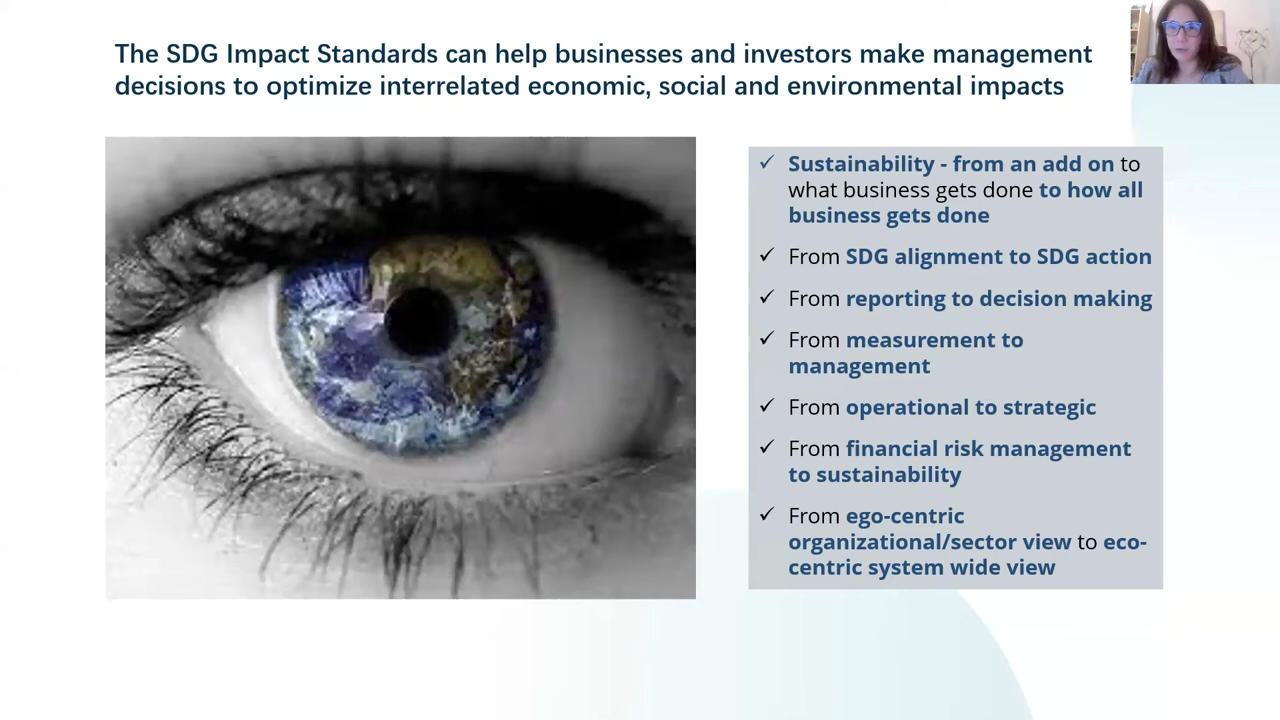 The SDG Impact Standards can help businesses and investors make management
decisions to optimize interrelated economic, social and environmental impacts
✓ Sustainability - from an add on to
what business gets done to how all
business gets done
✓ From SDG alignment to SDG action
✓ From reporting to decision making
✓ From measurement to
management
✓ From operational to strategic
✓ From financial risk management
to sustainability
✓ From ego-centric
organizational/sector view to eco-
centric system wide view